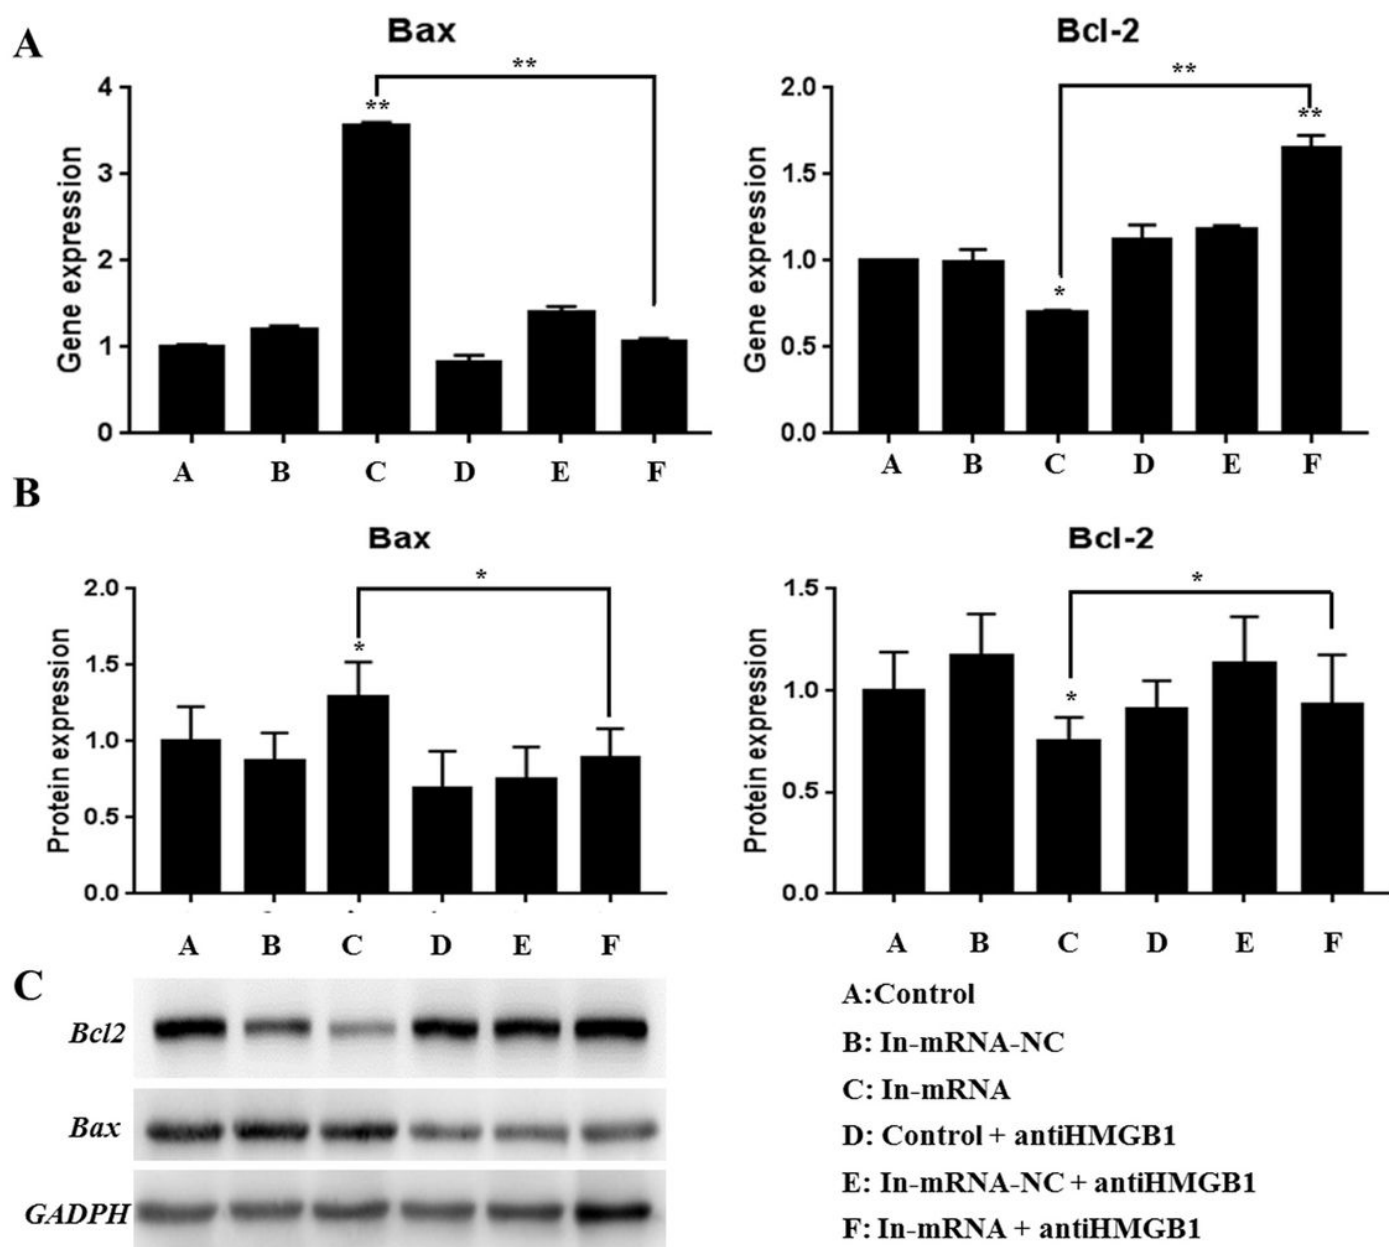 A
Bax
Gene expression
4
3
2
1
0
**
**
A B C D E F
Bcl-2
Gene expression
2.0
1.5
1.0
0.5
0.0
**
*
**
A B C D E F
B
Bax
Protein expression
2.0
1.5
1.0
0.5
0.0
*
*
A B C D E F
Bcl-2
Protein expression
1.5
1.0
0.5
0.0
*
*
A B C D E F
C
Bcl2
Bax
GADPH
A:Control
B: In-mRNA-NC
C: In-mRNA
D: Control + antiHMGB1
E: In-mRNA-NC + antiHMGB1
F: In-mRNA + antiHMGB1